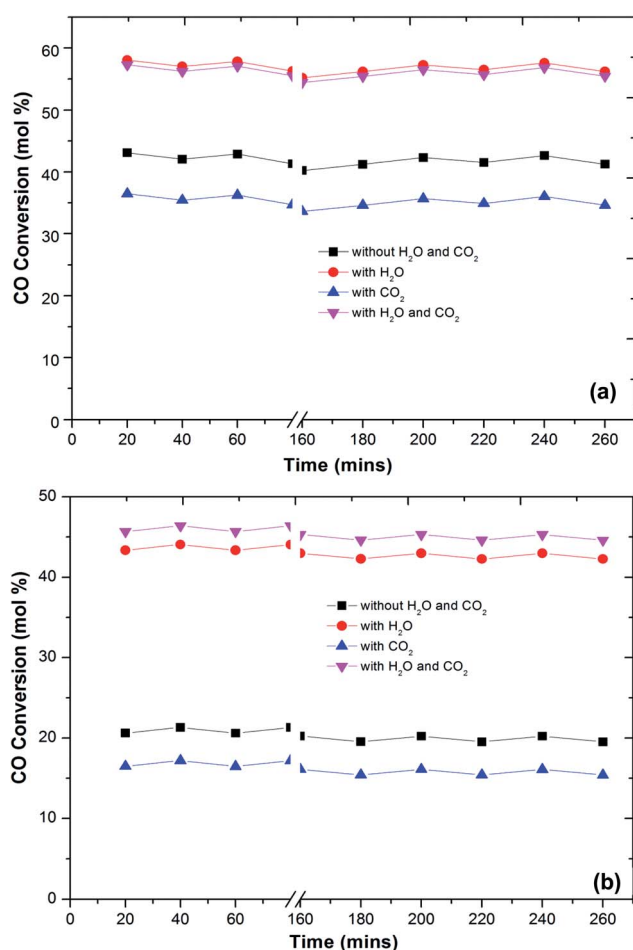 60
50
40
30
20
10
0
CO Conversion (mol %)
without H₂O and CO₂
with H₂O
with CO₂
with H₂O and CO₂
(a)
0 20 40 60 160 180 200 220 240 260
Time (mins)
50
40
30
20
10
0
CO Conversion (mol %)
without H₂O and CO₂
with H₂O
with CO₂
with H₂O and CO₂
(b)
0 20 40 60 160 180 200 220 240 260
Time (mins)